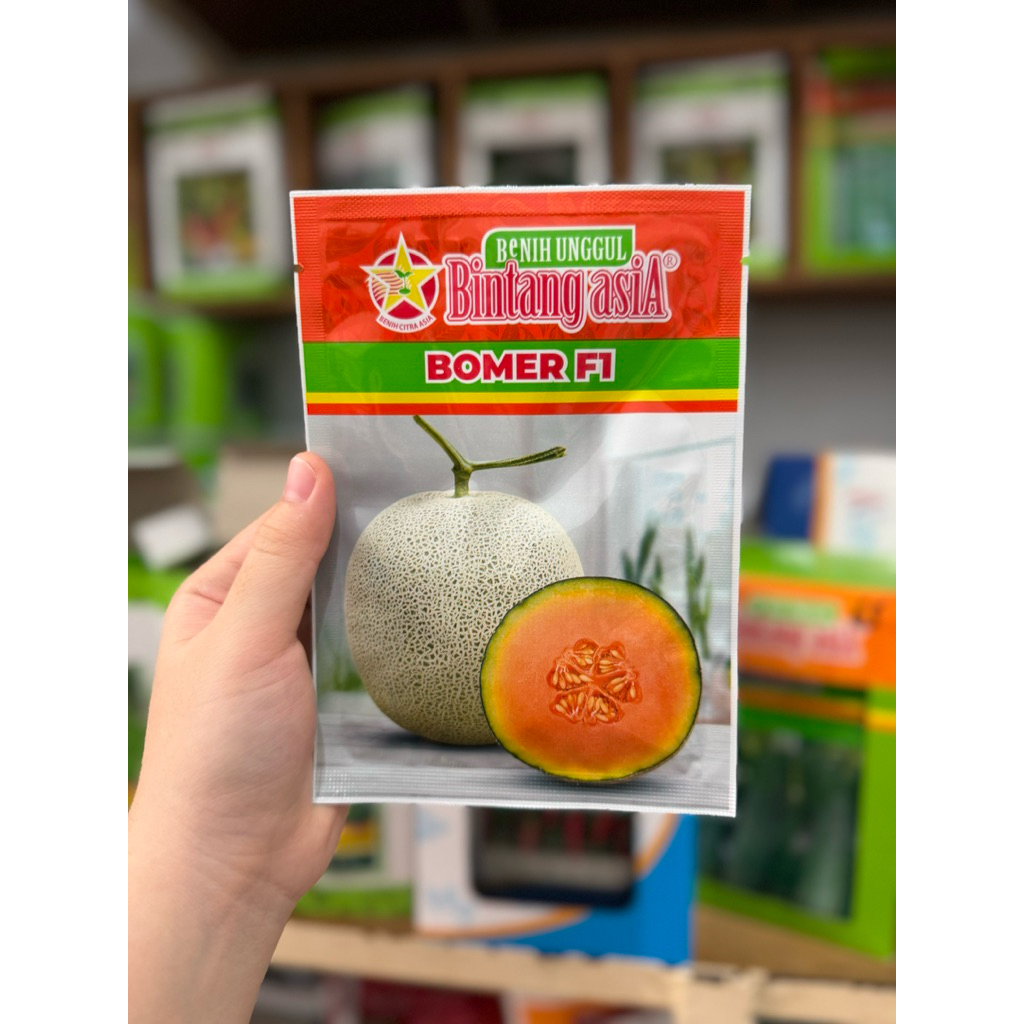 BeNIH UNGGUL
Bintang asiA®
BENIH CITRA ASIA
BOMER F1